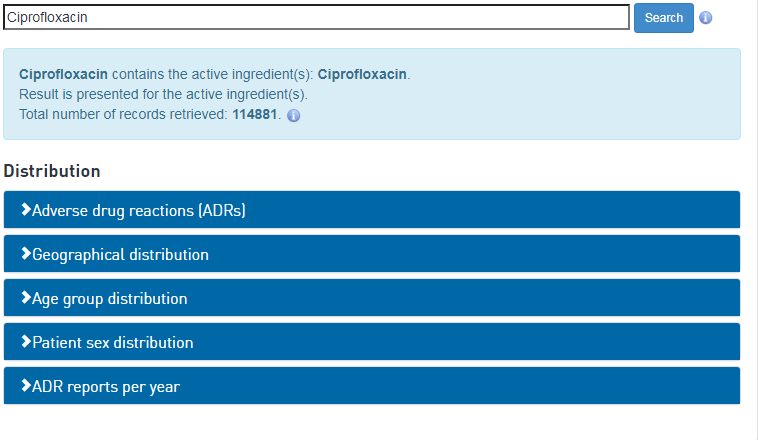 Ciprofloxacin
Search
Ciprofloxacin contains the active ingredient(s): Ciprofloxacin.
Result is presented for the active ingredient(s).
Total number of records retrieved: 114881.
Distribution
Adverse drug reactions (ADRs)
Geographical distribution
Age group distribution
Patient sex distribution
ADR reports per year